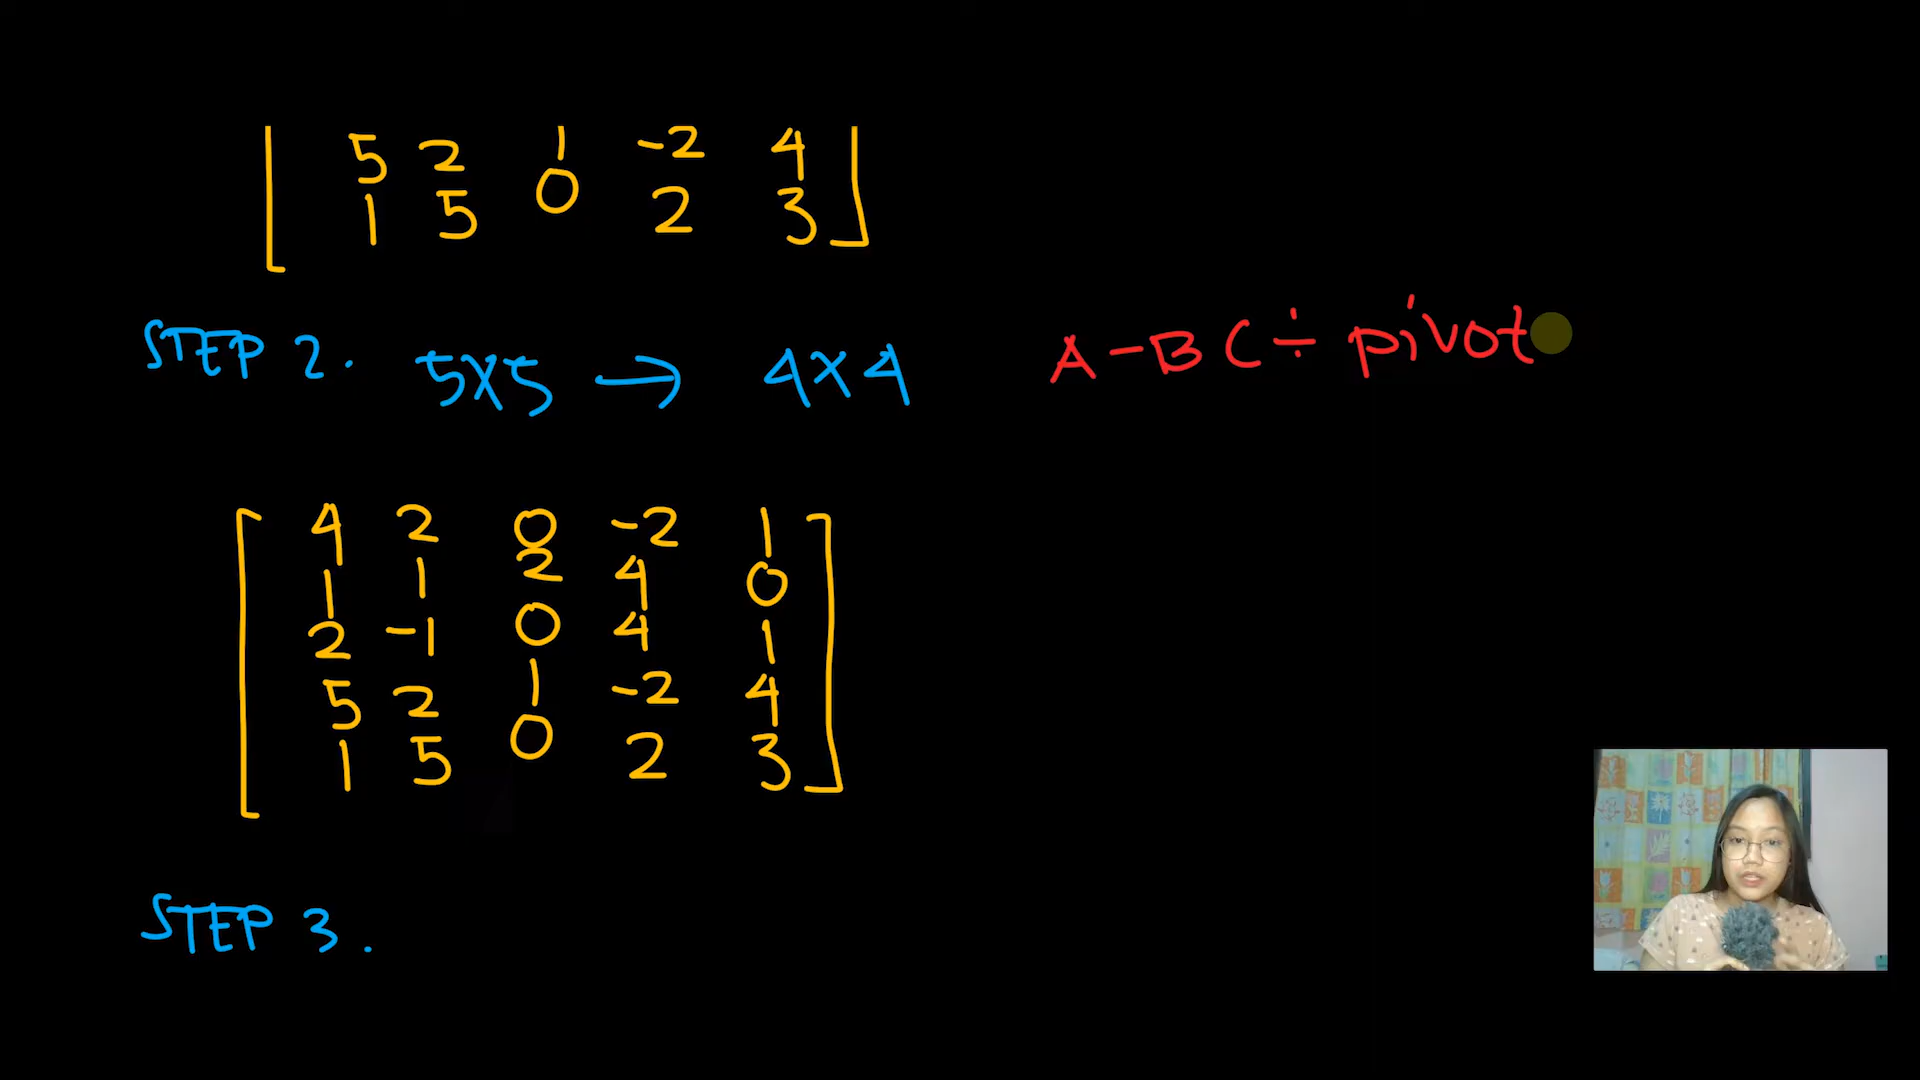 5 2 1 -2 4
1 5 0 2 3
STEP 2. 5x5 → 4x4
A - B C ÷ pivot
4 2 0 -2 1
1 1 2 4 0
2 -1 0 4 1
5 2 1 -2 4
1 5 0 2 3
STEP 3.